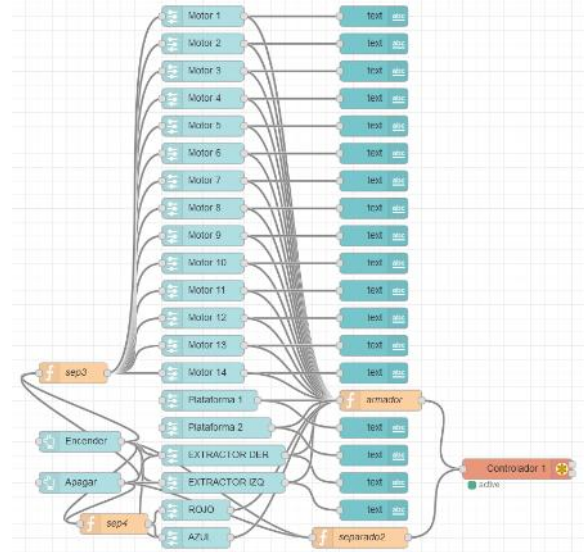 Motor 1 text
Motor 2 text
Motor 3 text
Motor 4 text
Motor 5 text
Motor 6 text
Motor 7 text
Motor 8 text
Motor 9 text
Motor 10 text
Motor 11 text
Motor 12 text
Motor 13 text
sep3 Motor 14 text
Plataforma 1 armador
Plataforma 2 text
Encender EXTRACTOR DER text
Controlador 1
Apagar EXTRACTOR IZQ text
active
ROJO text
sep4
AZUL separado2